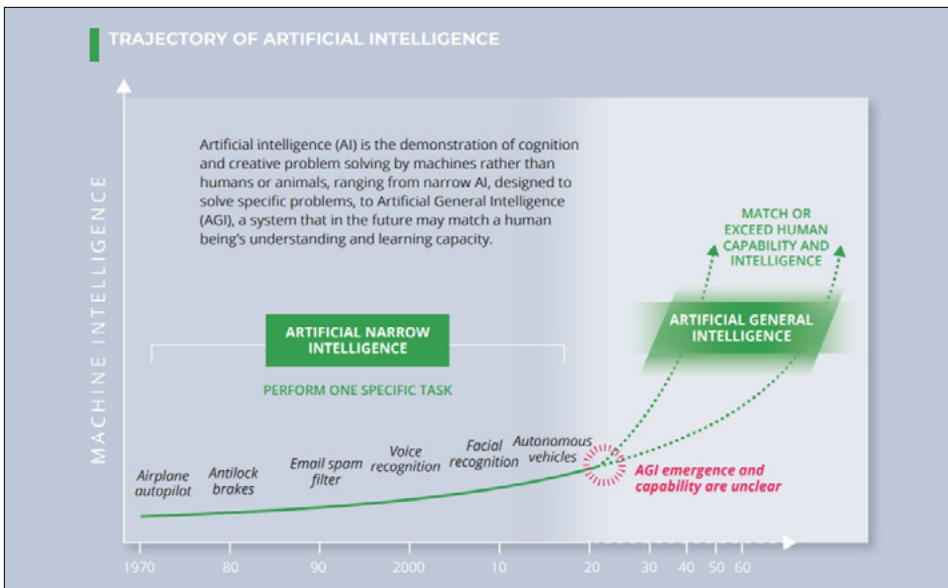 TRAJECTORY OF ARTIFICIAL INTELLIGENCE
MACHINE INTELLIGENCE
Artificial intelligence (AI) is the demonstration of cognition
and creative problem solving by machines rather than
humans or animals, ranging from narrow AI, designed to
solve specific problems, to Artificial General Intelligence
(AGI), a system that in the future may match a human
being's understanding and learning capacity.
MATCH OR
EXCEED HUMAN
CAPABILITY AND
INTELLIGENCE
ARTIFICIAL NARROW
INTELLIGENCE
ARTIFICIAL GENERAL
INTELLIGENCE
PERFORM ONE SPECIFIC TASK
Airplane
autopilot
Antilock
brakes
Email spam
filter
Voice
recognition
Facial
recognition
Autonomous
vehicles
?
AGI emergence and
capability are unclear
1970 80 90 2000 10 20 30 40 50 60